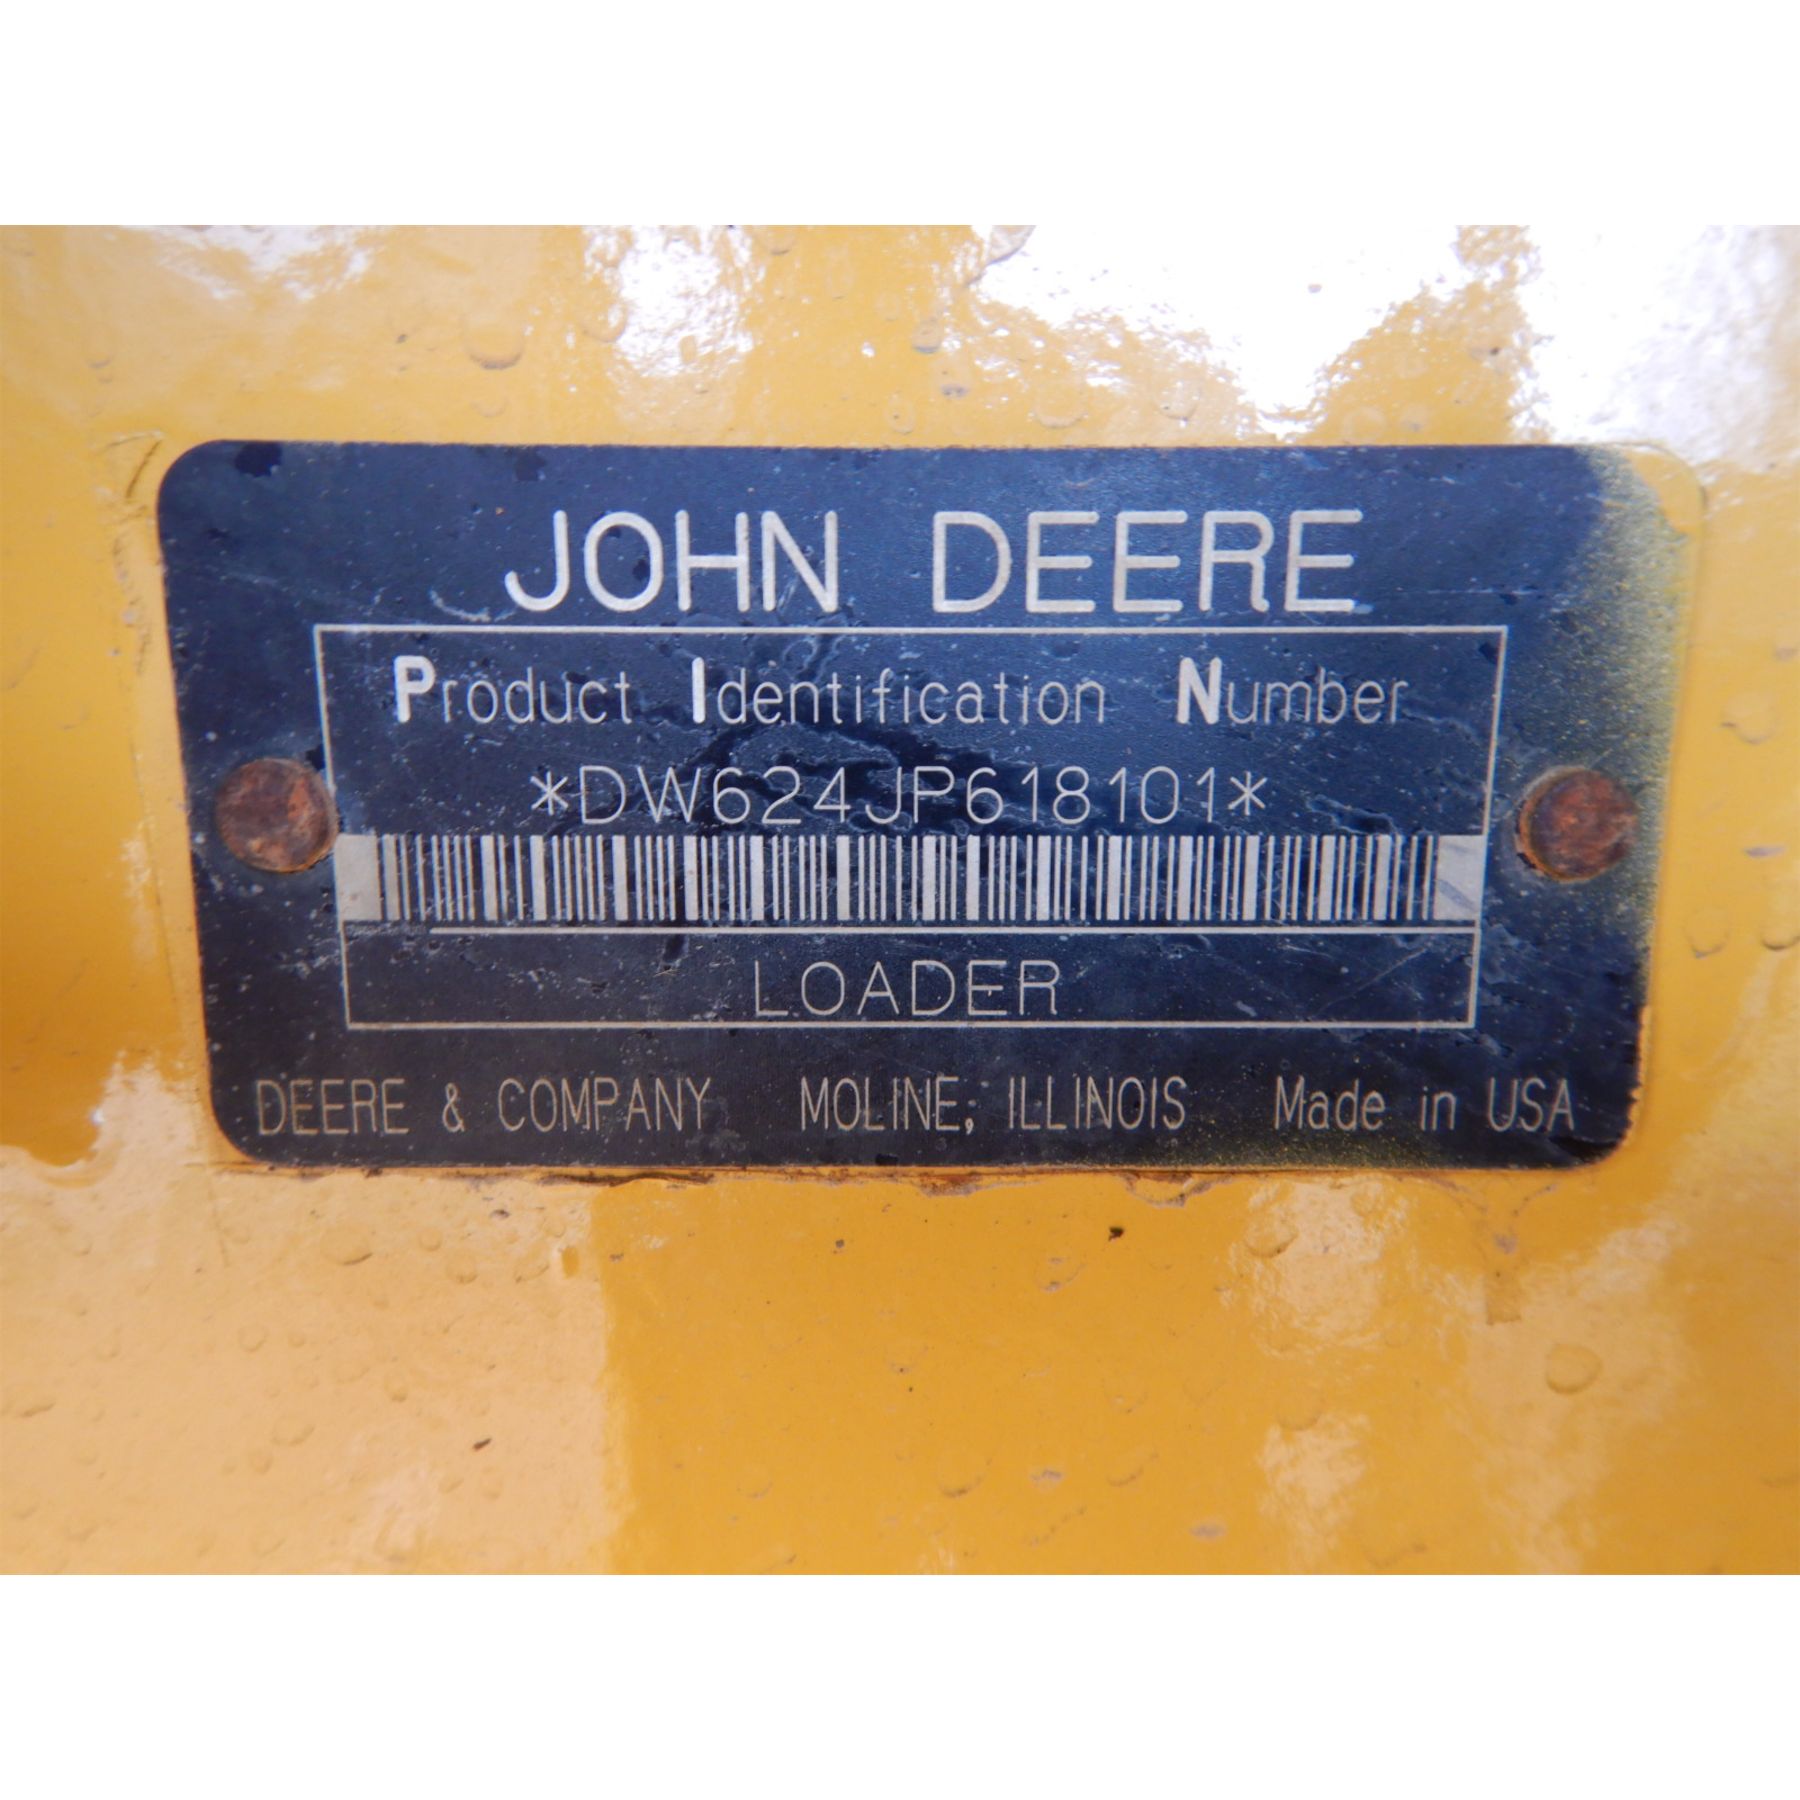 JOHN DEERE
Product Identification Number
*DW624JP618101*
LOADER
DEERE & COMPANY MOLINE, ILLINOIS Made in USA